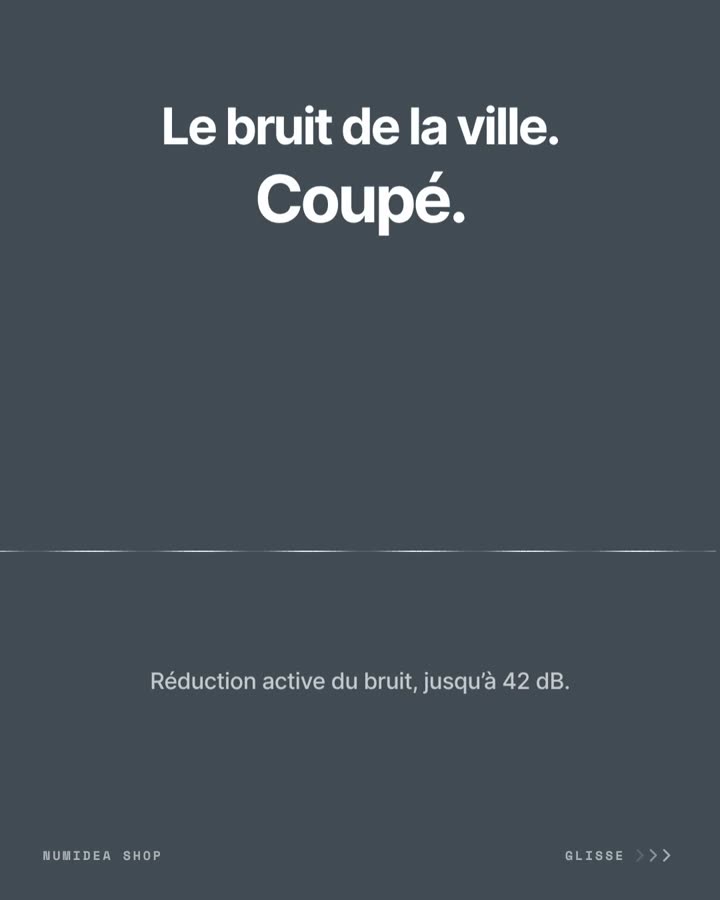 Le bruit de la ville.
Coupé.
Réduction active du bruit, jusqu’à 42 dB.
NUMIDEA SHOP
GLISSE >>>